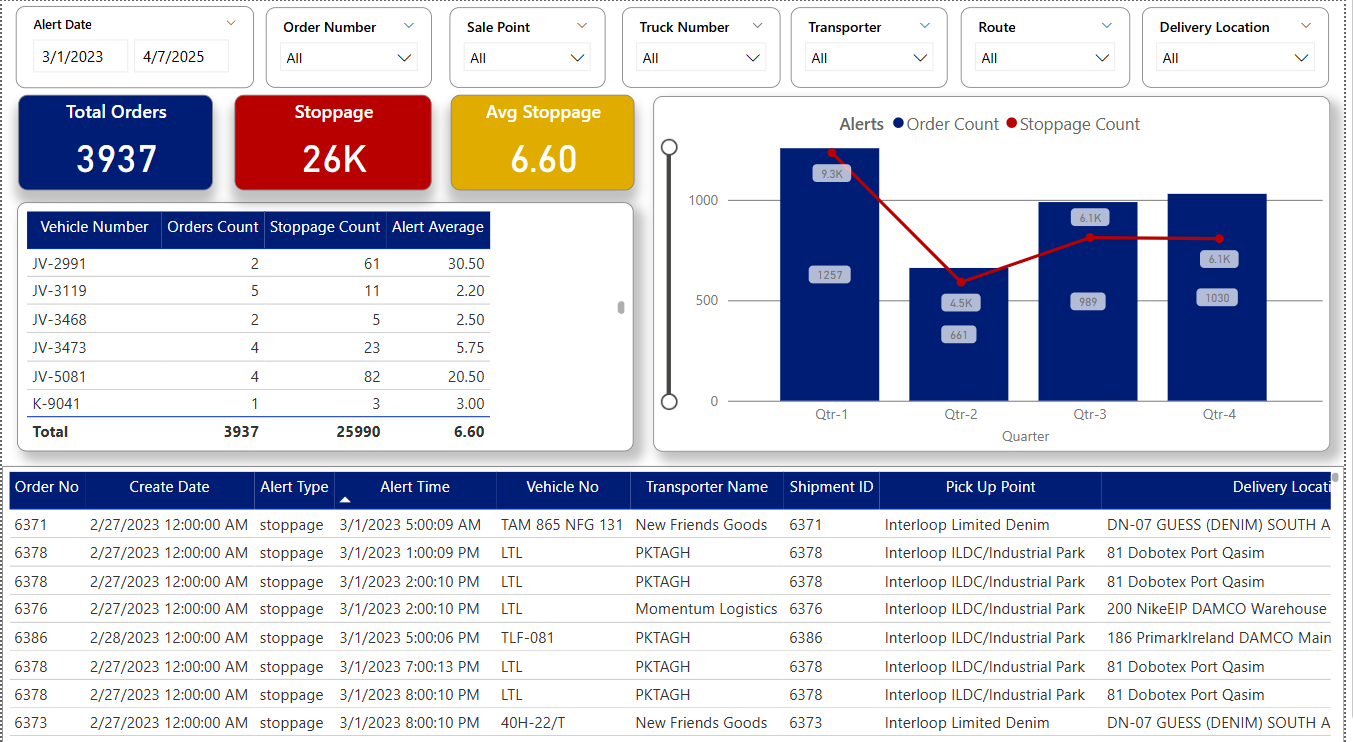 Alert Date
3/1/2023 4/7/2025
Order Number
All
Sale Point
All
Truck Number
All
Transporter
All
Route
All
Delivery Location
All
Total Orders
3937
Stoppage
26K
Avg Stoppage
6.60
Vehicle Number Orders Count Stoppage Count Alert Average
JV-2991 2 61 30.50
JV-3119 5 11 2.20
JV-3468 2 5 2.50
JV-3473 4 23 5.75
JV-5081 4 82 20.50
K-9041 1 3 3.00
Total 3937 25990 6.60
Alerts Order Count Stoppage Count
1000
500
0
9.3K
4.5K
6.1K
6.1K
1257
661
989
1030
Qtr-1 Qtr-2 Qtr-3 Qtr-4
Quarter
Order No Create Date Alert Type Alert Time Vehicle No Transporter Name Shipment ID Pick Up Point Delivery Locati
6371 2/27/2023 12:00:00 AM stoppage 3/1/2023 5:00:09 AM TAM 865 NFG 131 New Friends Goods 6371 Interloop Limited Denim DN-07 GUESS (DENIM) SOUTH A
6378 2/27/2023 12:00:00 AM stoppage 3/1/2023 1:00:09 PM LTL PKTAGH 6378 Interloop ILDC/Industrial Park 81 Dobotex Port Qasim
6378 2/27/2023 12:00:00 AM stoppage 3/1/2023 2:00:10 PM LTL PKTAGH 6378 Interloop ILDC/Industrial Park 81 Dobotex Port Qasim
6376 2/27/2023 12:00:00 AM stoppage 3/1/2023 2:00:10 PM LTL Momentum Logistics 6376 Interloop ILDC/Industrial Park 200 NikeEIP DAMCO Warehouse
6386 2/28/2023 12:00:00 AM stoppage 3/1/2023 5:00:06 PM TLF-081 PKTAGH 6386 Interloop ILDC/Industrial Park 186 PrimarkIreland DAMCO Main
6378 2/27/2023 12:00:00 AM stoppage 3/1/2023 7:00:13 PM LTL PKTAGH 6378 Interloop ILDC/Industrial Park 81 Dobotex Port Qasim
6378 2/27/2023 12:00:00 AM stoppage 3/1/2023 8:00:10 PM LTL PKTAGH 6378 Interloop ILDC/Industrial Park 81 Dobotex Port Qasim
6373 2/27/2023 12:00:00 AM stoppage 3/1/2023 8:00:10 PM 40H-22/T New Friends Goods 6373 Interloop Limited Denim DN-07 GUESS (DENIM) SOUTH A